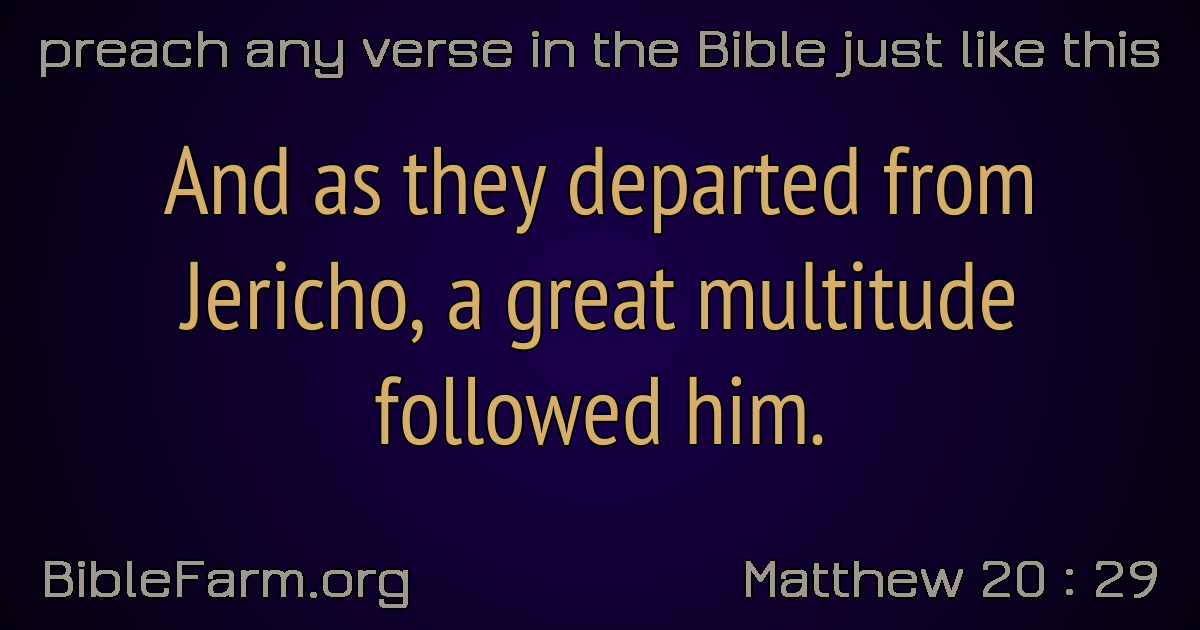 preach any verse in the Bible just like this
And as they departed from
Jericho, a great multitude
followed him.
BibleFarm.org
Matthew 20 : 29